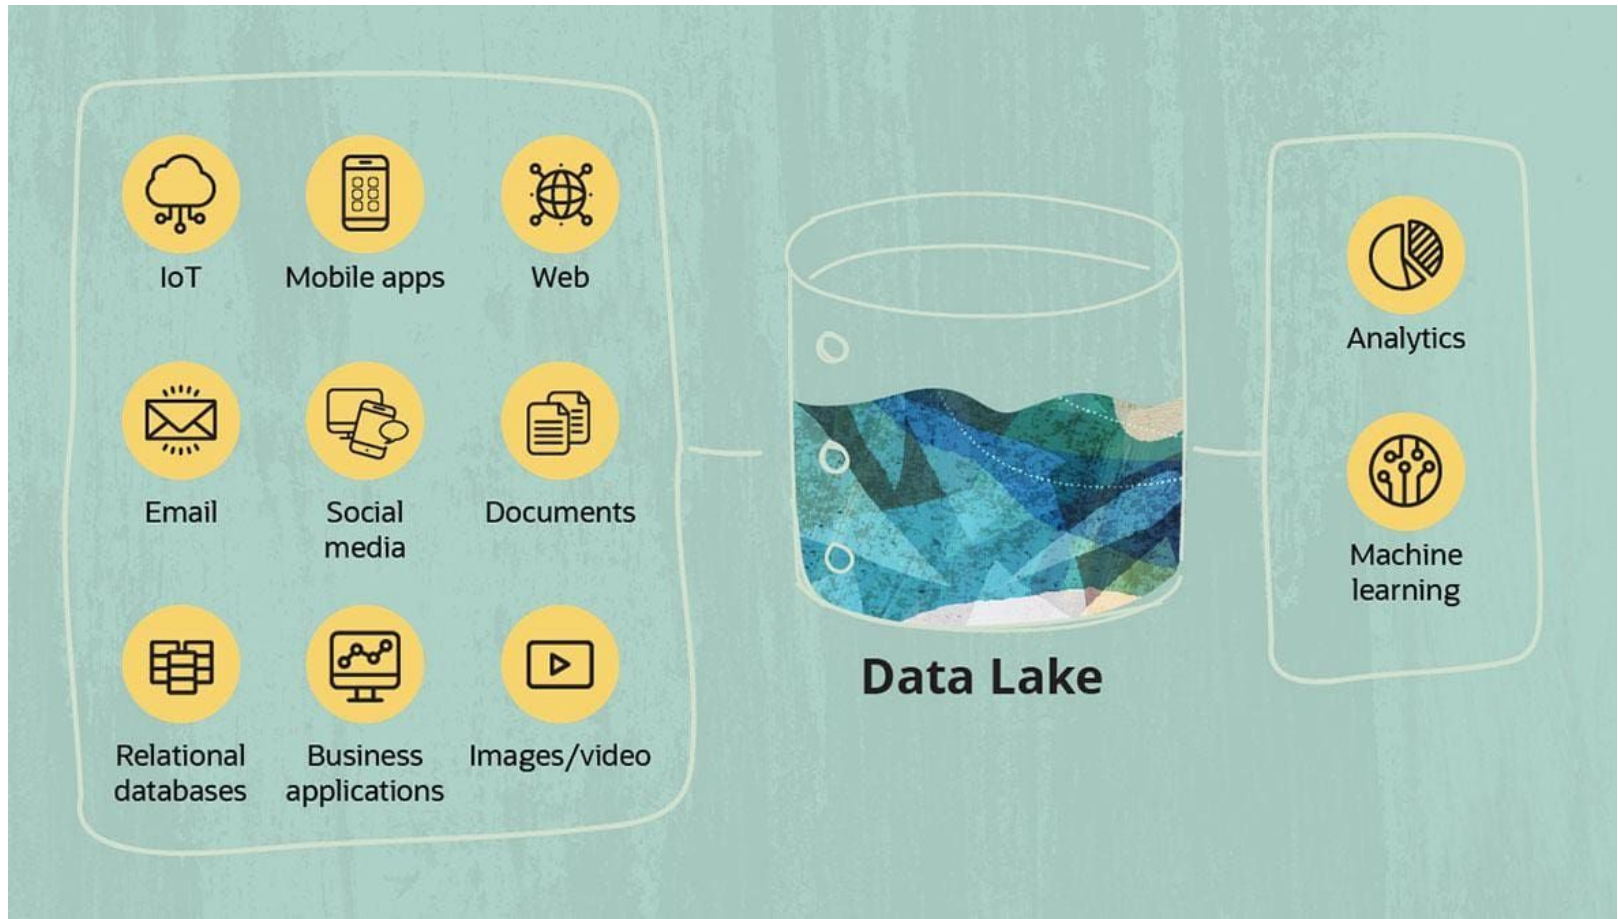 IoT
Mobile apps
Web
Email
Social
media
Documents
Relational
databases
Business
applications
Images/video
Data Lake
Analytics
Machine
learning